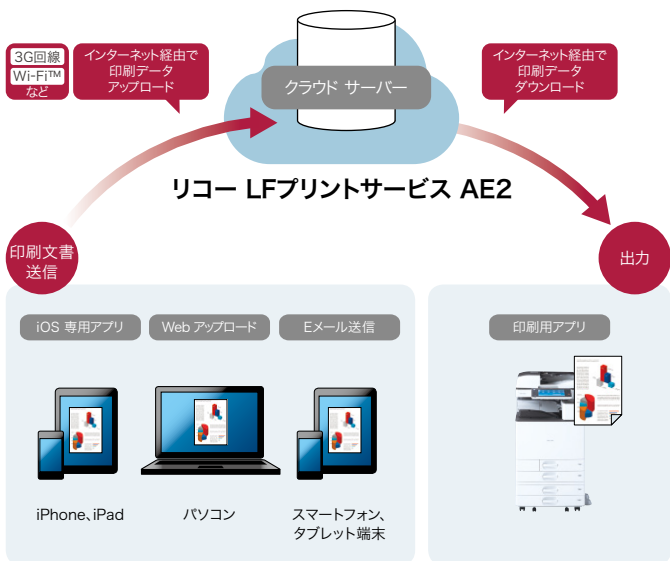 3G回線
Wi-Fi™
など
インターネット経由で
印刷データ
アップロード
クラウド サーバー
インターネット経由で
印刷データ
ダウンロード
リコー LFプリントサービス AE2
印刷文書
送信
出力
iOS 専用アプリ
Web アップロード
Eメール送信
印刷用アプリ
iPhone、iPad
パソコン
スマートフォン、
タブレット端末